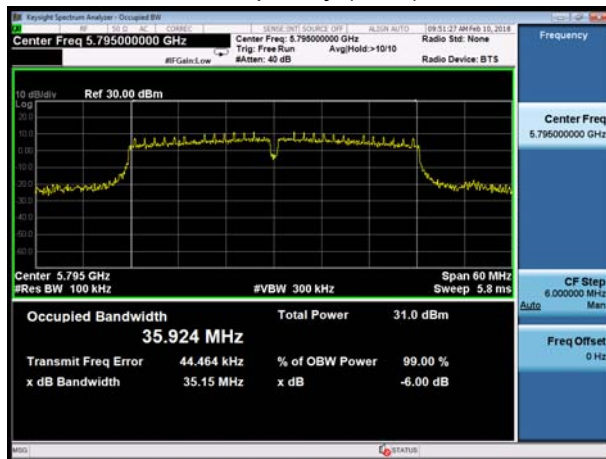 Keysight Spectrum Analyzer - Occupied BW
RF 50 Ω AC CORREC SENSE:INT SOURCE OFF ALIGN AUTO 09:51:27 AM Feb 10, 2018
Center Freq 5.795000000 GHz Center Freq: 5.795000000 GHz Radio Std: None Frequency
Trig: Free Run Avg|Hold:>10/10
#IFGain:Low #Atten: 40 dB Radio Device: BTS
10 dB/div Ref 30.00 dBm
Log
20.0
10.0
0.00
-10.0
-20.0
-30.0
-40.0
-50.0
-60.0
Center Freq
5.795000000 GHz
Center 5.795 GHz Span 60 MHz
#Res BW 100 kHz #VBW 300 kHz Sweep 5.8 ms
CF Step
6.000000 MHz
Auto Man
Occupied Bandwidth Total Power 31.0 dBm
35.924 MHz
Transmit Freq Error 44.464 kHz % of OBW Power 99.00 %
x dB Bandwidth 35.15 MHz x dB -6.00 dB
Freq Offset
0 Hz
MSG STATUS